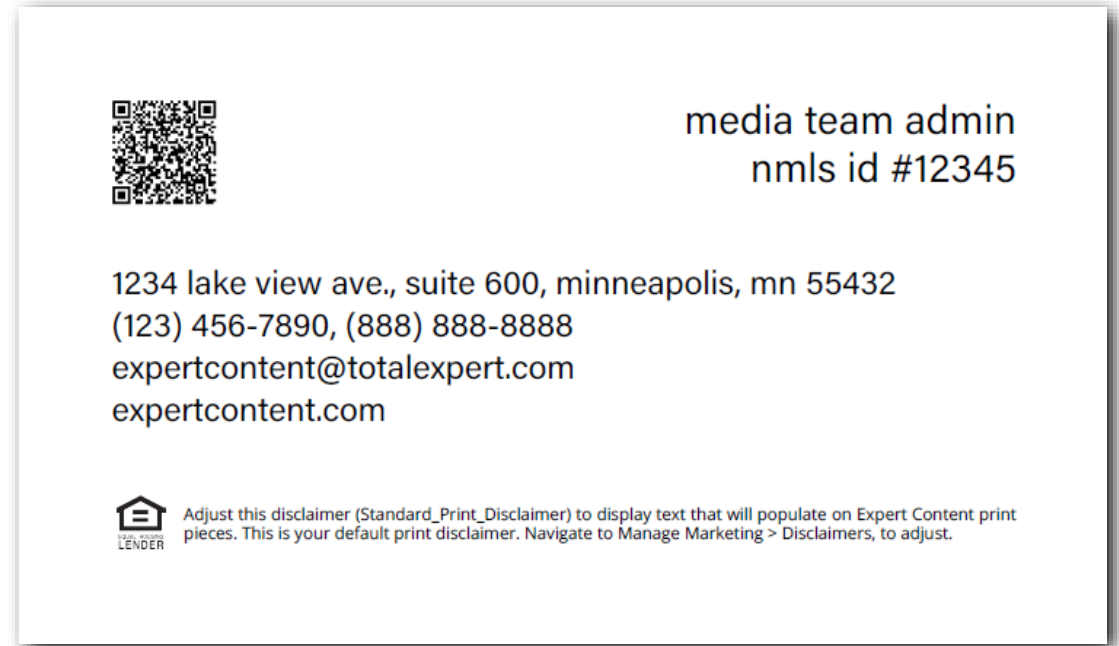 media team admin
nmls id #12345
1234 lake view ave., suite 600, minneapolis, mn 55432
(123) 456-7890, (888) 888-8888
expertcontent@totalexpert.com
expertcontent.com
EQUAL HOUSING
LENDER
Adjust this disclaimer (Standard_Print_Disclaimer) to display text that will populate on Expert Content print
pieces. This is your default print disclaimer. Navigate to Manage Marketing > Disclaimers, to adjust.